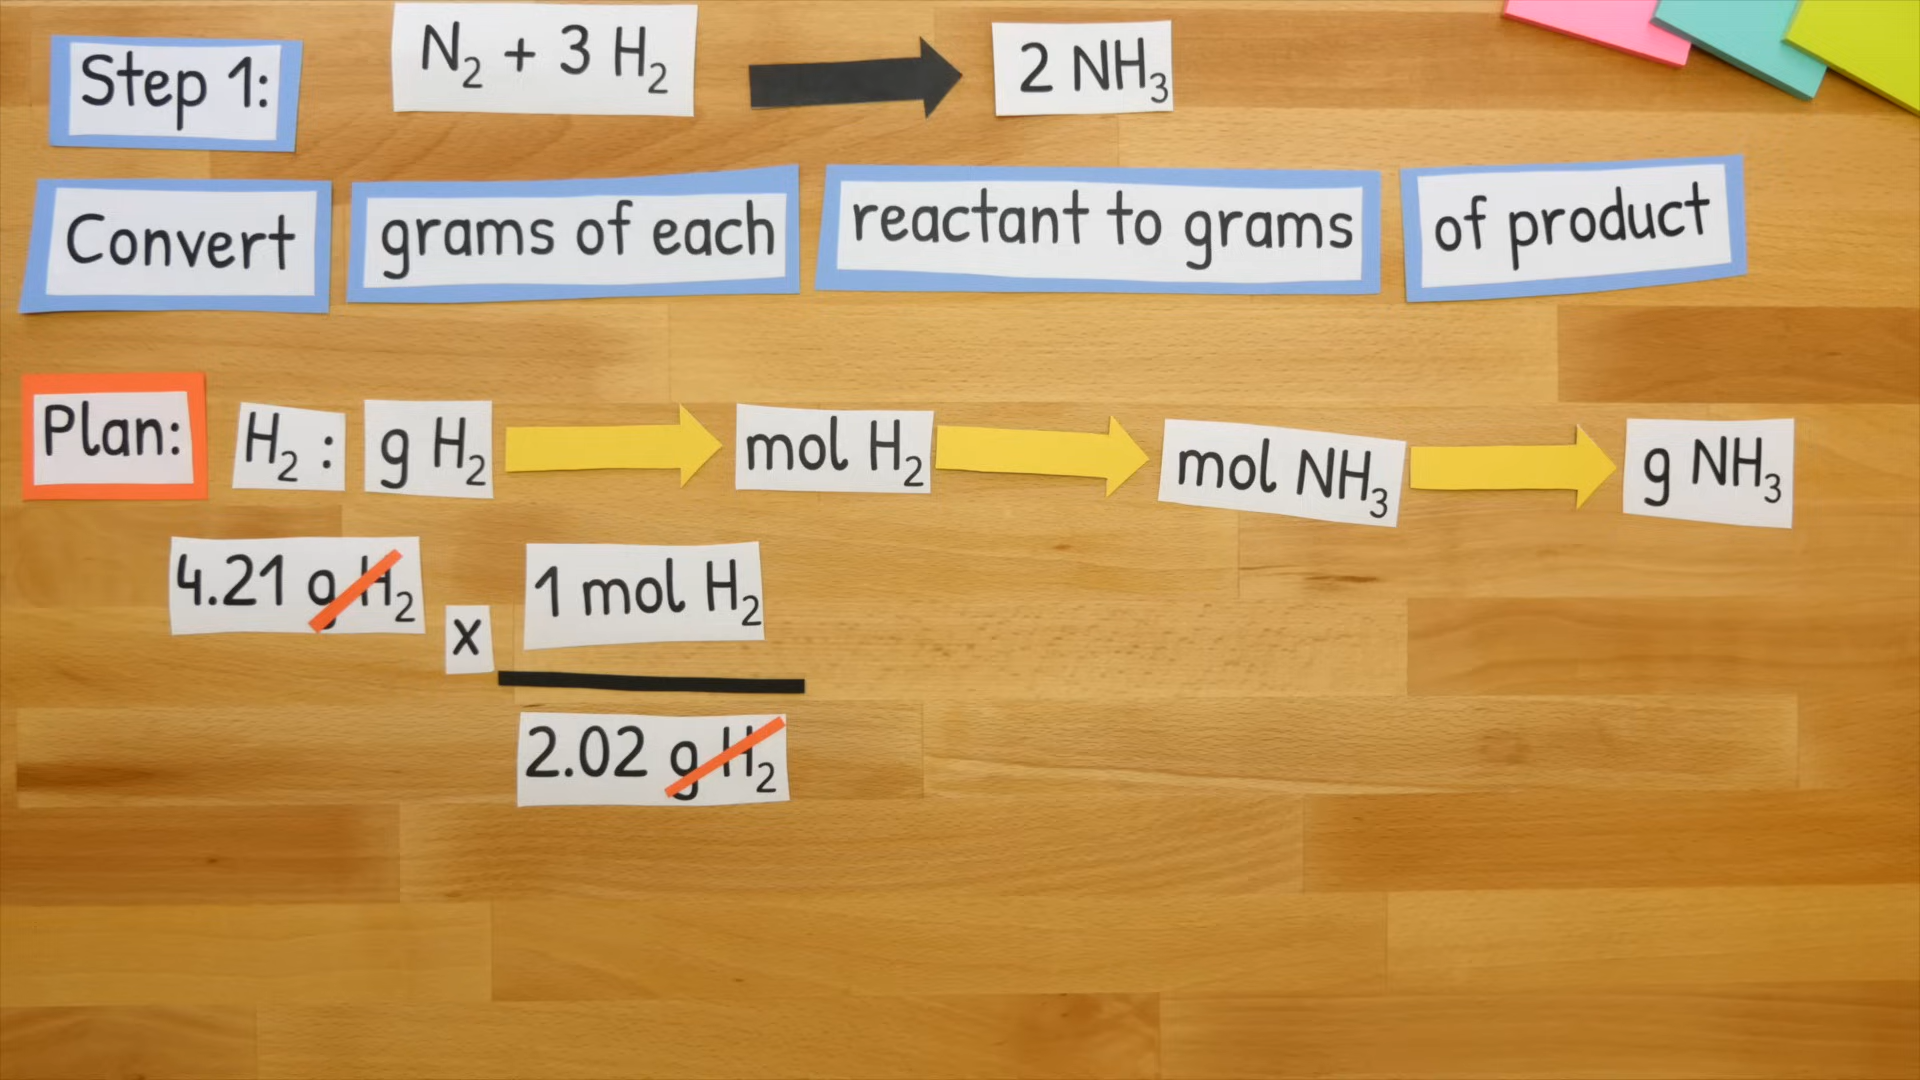 Step 1: N₂ + 3 H₂ 2 NH₃
Convert grams of each reactant to grams of product
Plan: H₂ : g H₂ mol H₂ mol NH₃ g NH₃
4.21 g H₂ x 1 mol H₂
2.02 g H₂